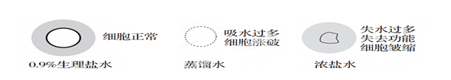 细胞正常
0.9%生理盐水
吸水过多
细胞涨破
蒸馏水
失水过多
失去功能
细胞皱缩
浓盐水